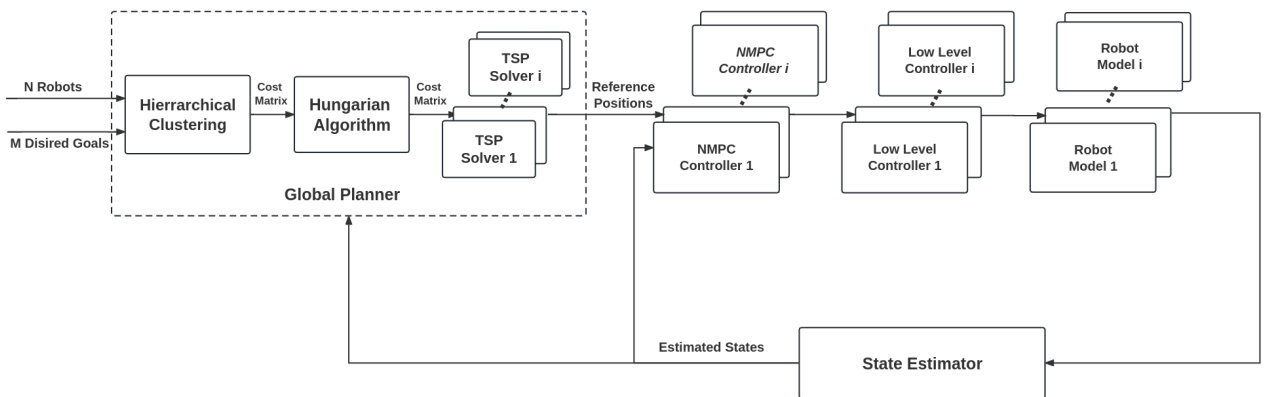 N Robots
M Disired Goals
Hierrarchical
Clustering
Cost
Matrix
Hungarian
Algorithm
Cost
Matrix
TSP
Solver i
TSP
Solver 1
Global Planner
Reference
Positions
NMPC
Controller i
NMPC
Controller 1
Low Level
Controller i
Low Level
Controller 1
Robot
Model i
Robot
Model 1
Estimated States
State Estimator